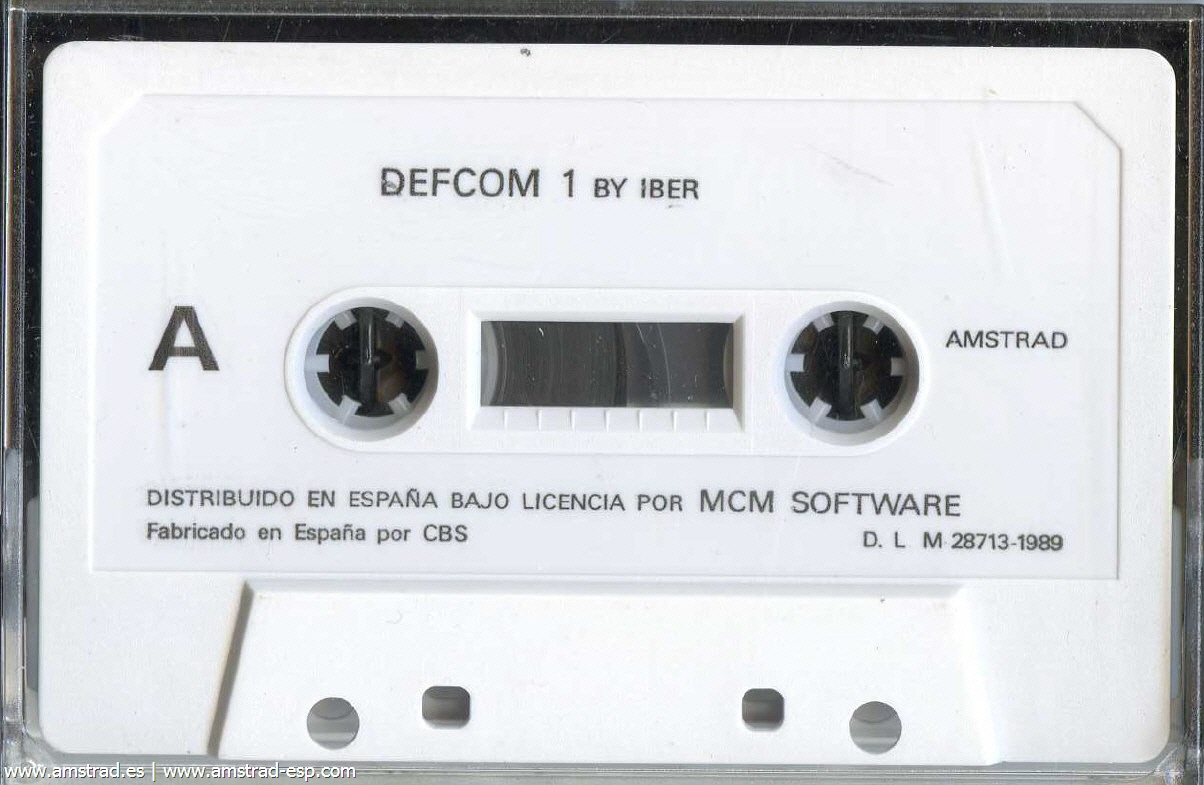 DEFCOM 1 BY IBER
A
AMSTRAD
DISTRIBUIDO EN ESPAÑA BAJO LICENCIA POR MCM SOFTWARE
Fabricado en España por CBS
D. L M 28713-1989
www.amstrad.es | www.amstrad-esp.com